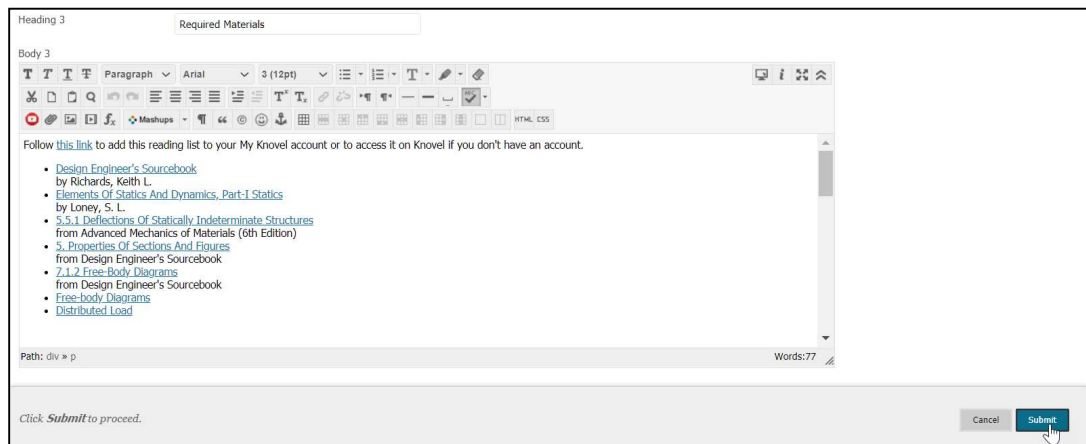 Heading 3
Required Materials
Body 3
T T T T Paragraph Arial 3 (12pt) T
T Tx
fx Mashups HTML CSS
Follow this link to add this reading list to your My Knovel account or to access it on Knovel if you don't have an account.
• Design Engineer's Sourcebook
by Richards, Keith L.
• Elements Of Statics And Dynamics, Part-I Statics
by Loney, S. L.
• 5.5.1 Deflections Of Statically Indeterminate Structures
from Advanced Mechanics of Materials (6th Edition)
• 5. Properties Of Sections And Figures
from Design Engineer's Sourcebook
• 7.1.2 Free-Body Diagrams
from Design Engineer's Sourcebook
• Free-body Diagrams
• Distributed Load
Path: div » p Words:77
Click Submit to proceed.
Cancel Submit